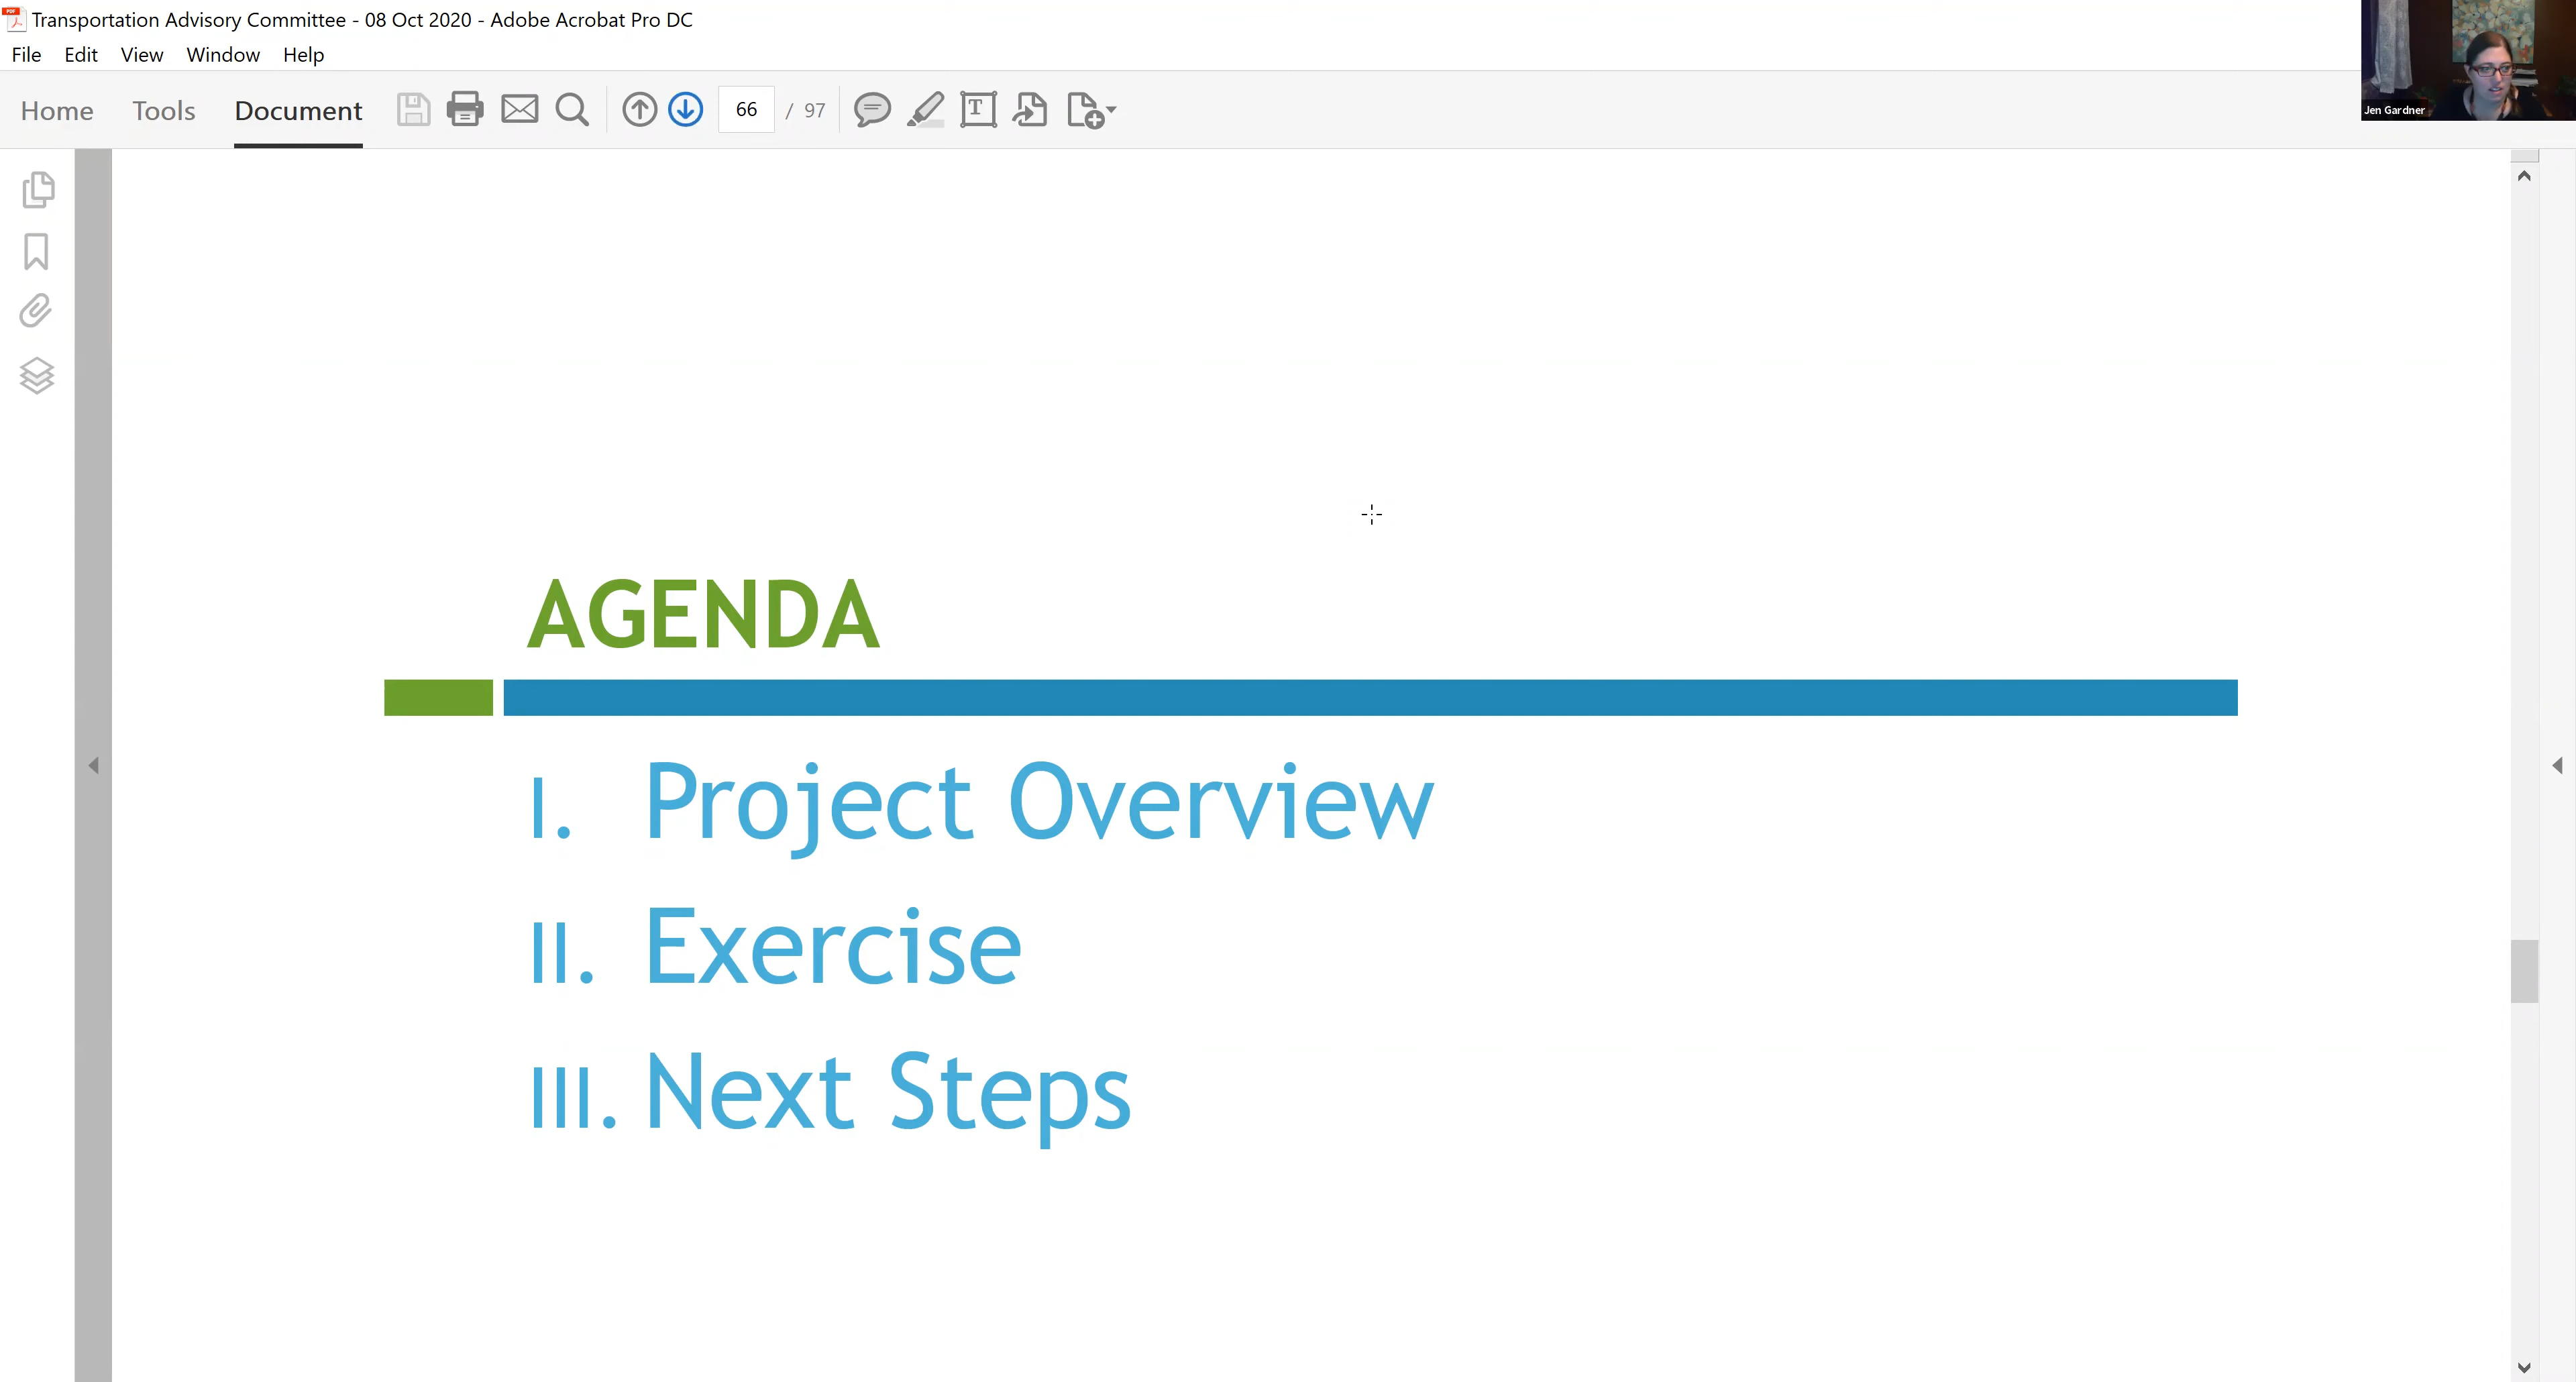 Transportation Advisory Committee - 08 Oct 2020 - Adobe Acrobat Pro DC
File Edit View Window Help
Home Tools Document 66 / 97
Jen Gardner
AGENDA
I. Project Overview
II. Exercise
III. Next Steps